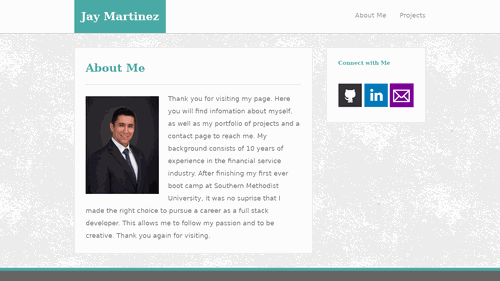 Jay Martinez
About Me
Projects
About Me
Thank you for visiting my page. Here
you will find infomation about myself,
as well as my portfolio of projects and a
contact page to reach me. My
background consists of 10 years of
experience in the financial service
industry. After finishing my first ever
boot camp at Southern Methodist
University, it was no suprise that I
made the right choice to pursue a career as a full stack
developer. This allows me to follow my passion and to be
creative. Thank you again for visiting.
Connect with Me
in